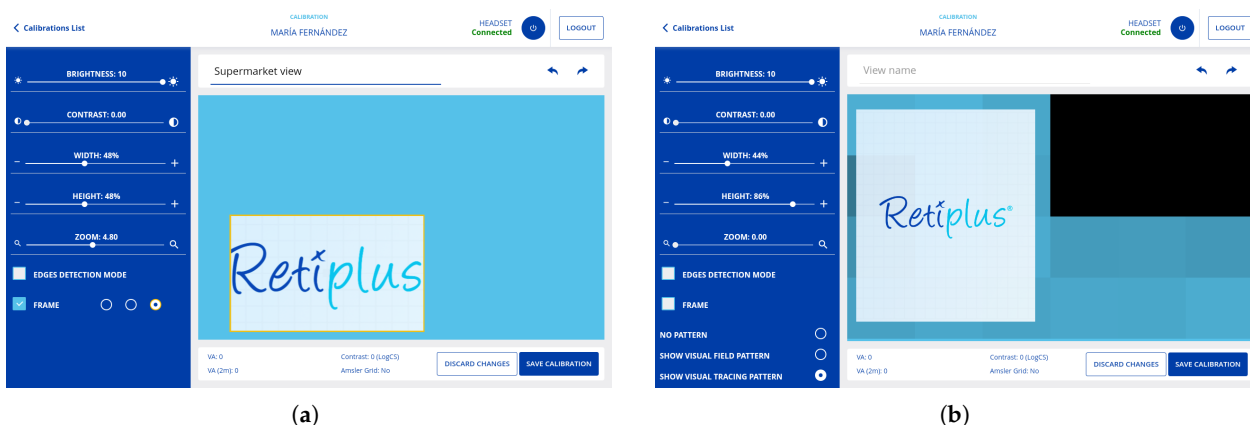 Calibrations List
CALIBRATION
MARÍA FERNÁNDEZ
HEADSET
Connected
LOGOUT
BRIGHTNESS: 10
CONTRAST: 0.00
WIDTH: 48%
HEIGHT: 48%
ZOOM: 4.80
EDGES DETECTION MODE
FRAME
Supermarket view
Retiplus
VA: 0
VA (2m): 0
Contrast: 0 (LogCS)
Amsler Grid: No
DISCARD CHANGES
SAVE CALIBRATION
(a)
Calibrations List
CALIBRATION
MARÍA FERNÁNDEZ
HEADSET
Connected
LOGOUT
BRIGHTNESS: 10
CONTRAST: 0.00
WIDTH: 44%
HEIGHT: 86%
ZOOM: 0.00
EDGES DETECTION MODE
FRAME
NO PATTERN
SHOW VISUAL FIELD PATTERN
SHOW VISUAL TRACING PATTERN
View name
Retiplus®
VA: 0
VA (2m): 0
Contrast: 0 (LogCS)
Amsler Grid: No
DISCARD CHANGES
SAVE CALIBRATION
(b)